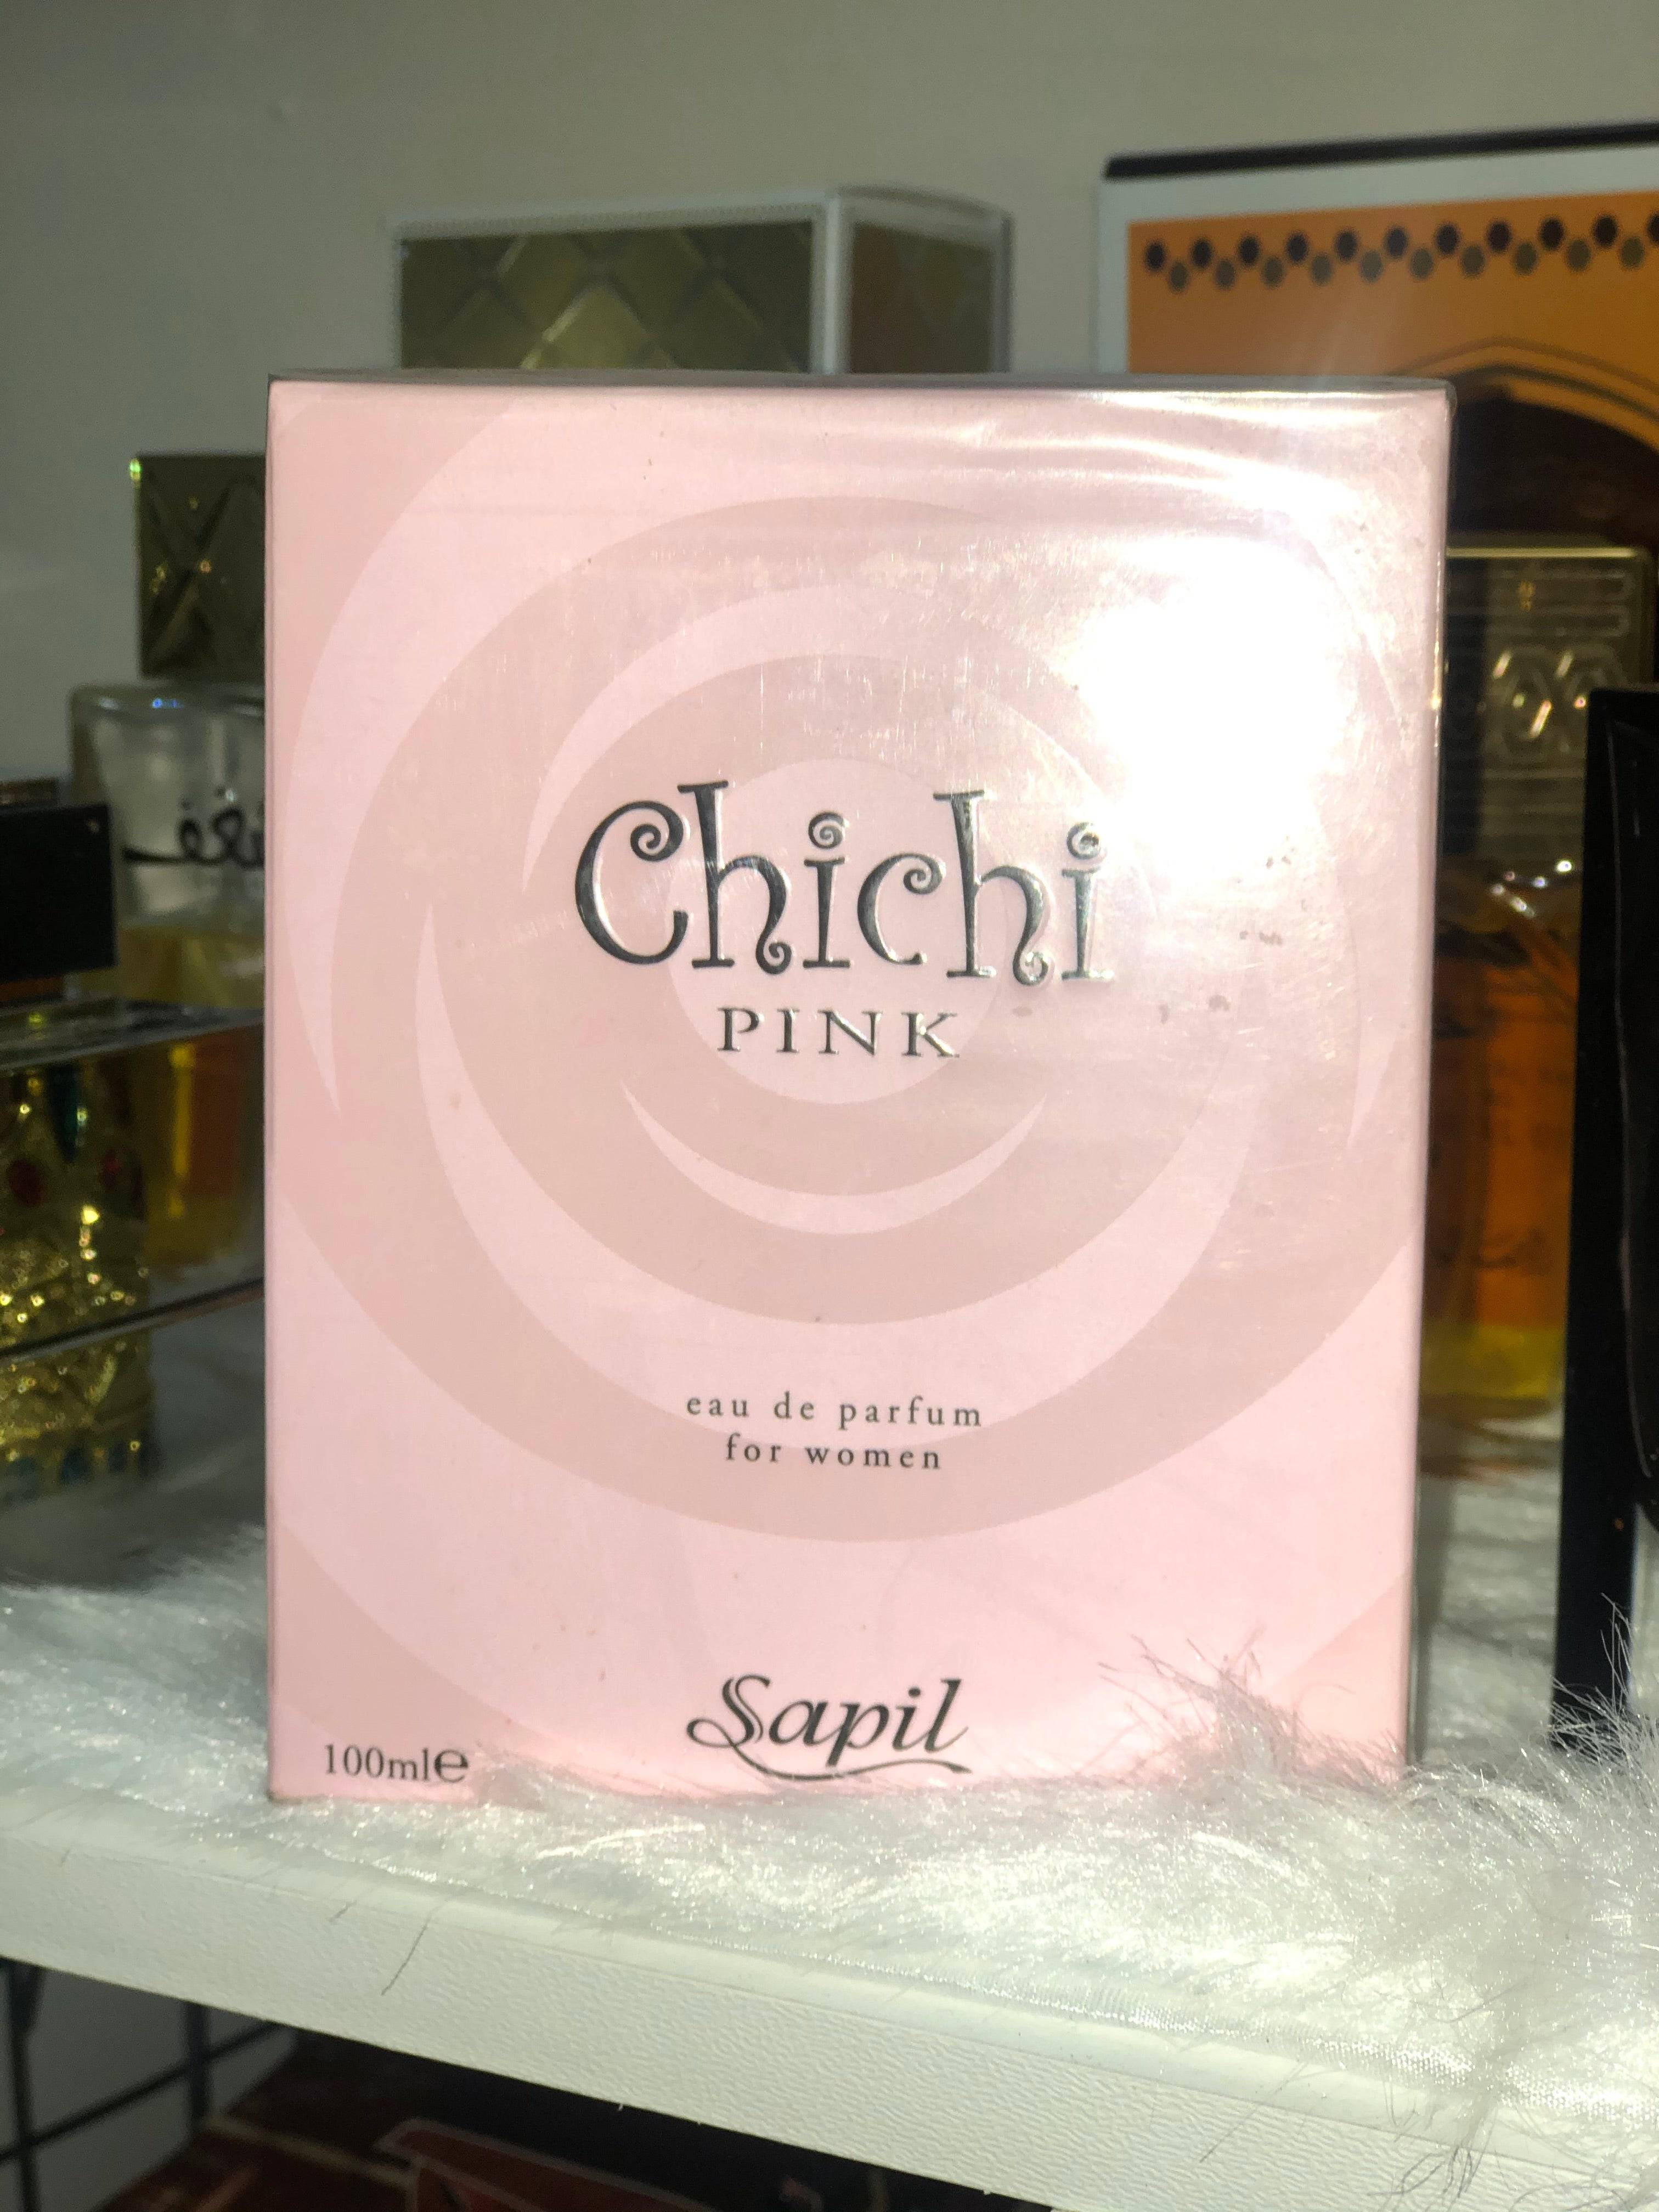 Chichi
PINK
eau de parfum
for women
Sapil
100ml℮